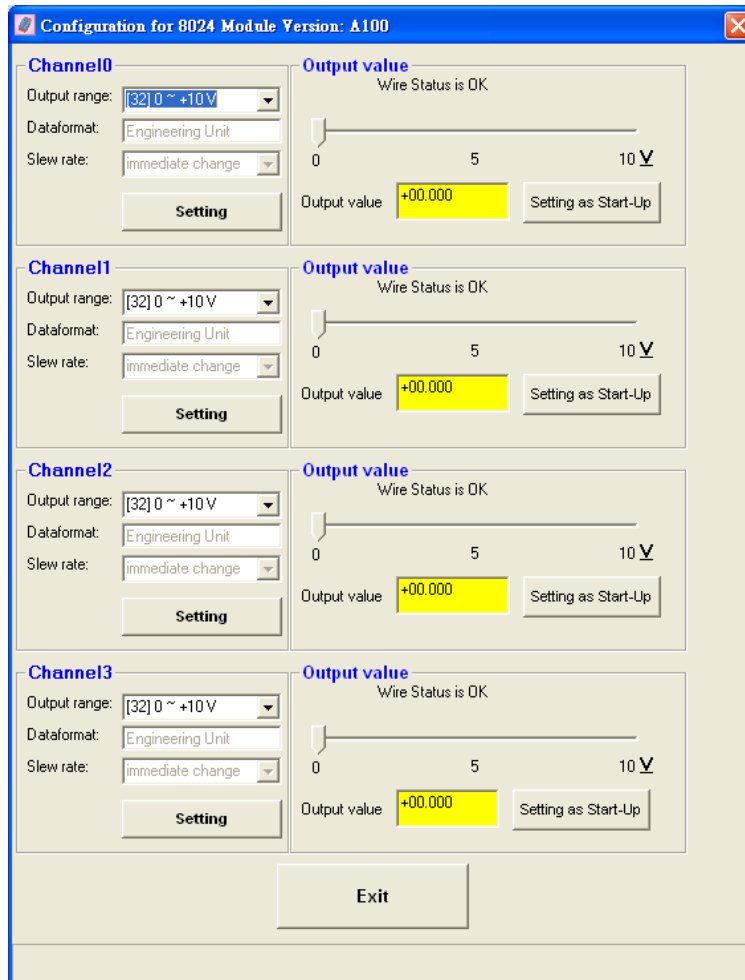 Configuration for 8024 Module Version: A100
Channel0
Output range: [32] 0 ~ +10 V
Dataformat: Engineering Unit
Slew rate: immediate change
Setting
Output value
Wire Status is OK
0 5 10 V
Output value +00.000 Setting as Start-Up
Channel1
Output range: [32] 0 ~ +10 V
Dataformat: Engineering Unit
Slew rate: immediate change
Setting
Output value
Wire Status is OK
0 5 10 V
Output value +00.000 Setting as Start-Up
Channel2
Output range: [32] 0 ~ +10 V
Dataformat: Engineering Unit
Slew rate: immediate change
Setting
Output value
Wire Status is OK
0 5 10 V
Output value +00.000 Setting as Start-Up
Channel3
Output range: [32] 0 ~ +10 V
Dataformat: Engineering Unit
Slew rate: immediate change
Setting
Output value
Wire Status is OK
0 5 10 V
Output value +00.000 Setting as Start-Up
Exit